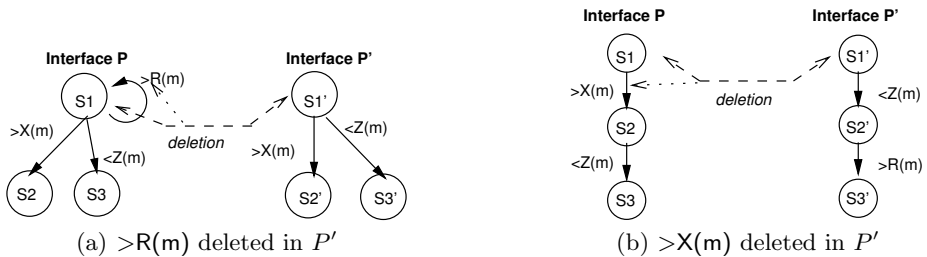 Interface P
Interface P'
>R(m)
S1
S1'
deletion
>X(m)
<Z(m)
>X(m)
<Z(m)
S2
S3
S2'
S3'
(a) >R(m) deleted in P′
Interface P
Interface P'
S1
S1'
>X(m)
deletion
<Z(m)
S2
S2'
<Z(m)
>R(m)
S3
S3'
(b) >X(m) deleted in P′